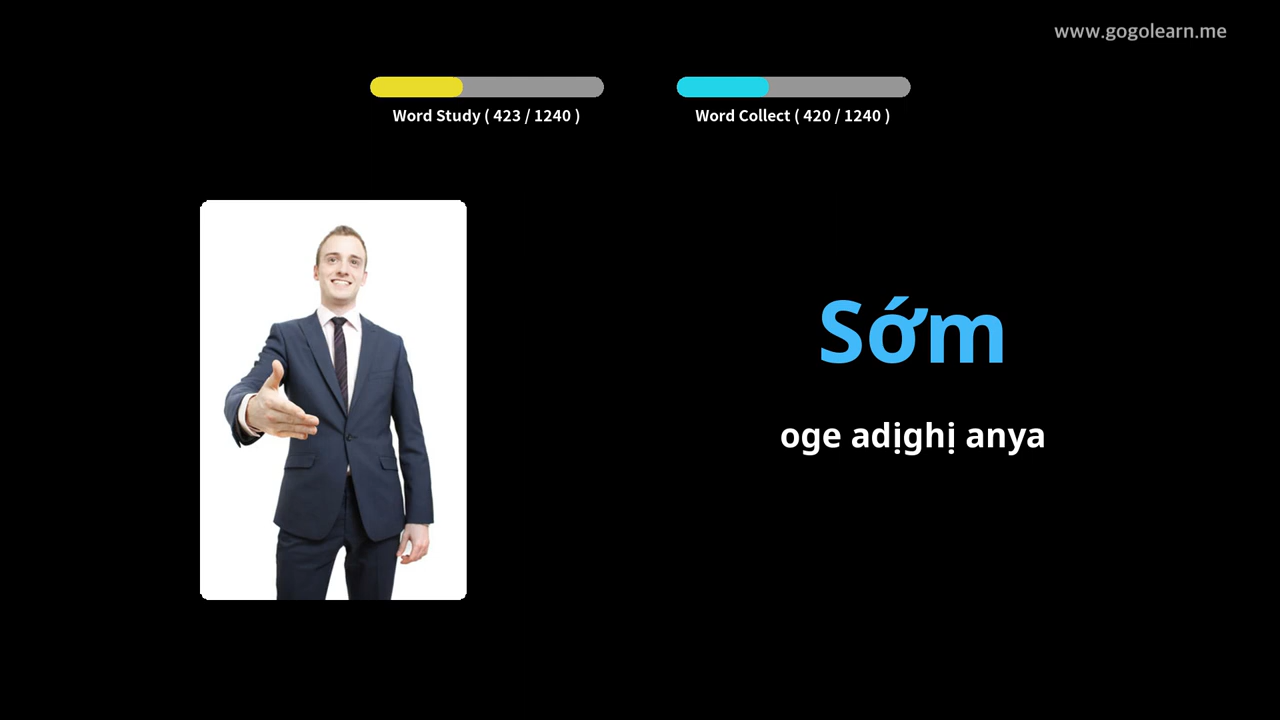 www.gogolearn.me
Word Study ( 423 / 1240 )
Word Collect ( 420 / 1240 )
Sớm
oge adịghị anya